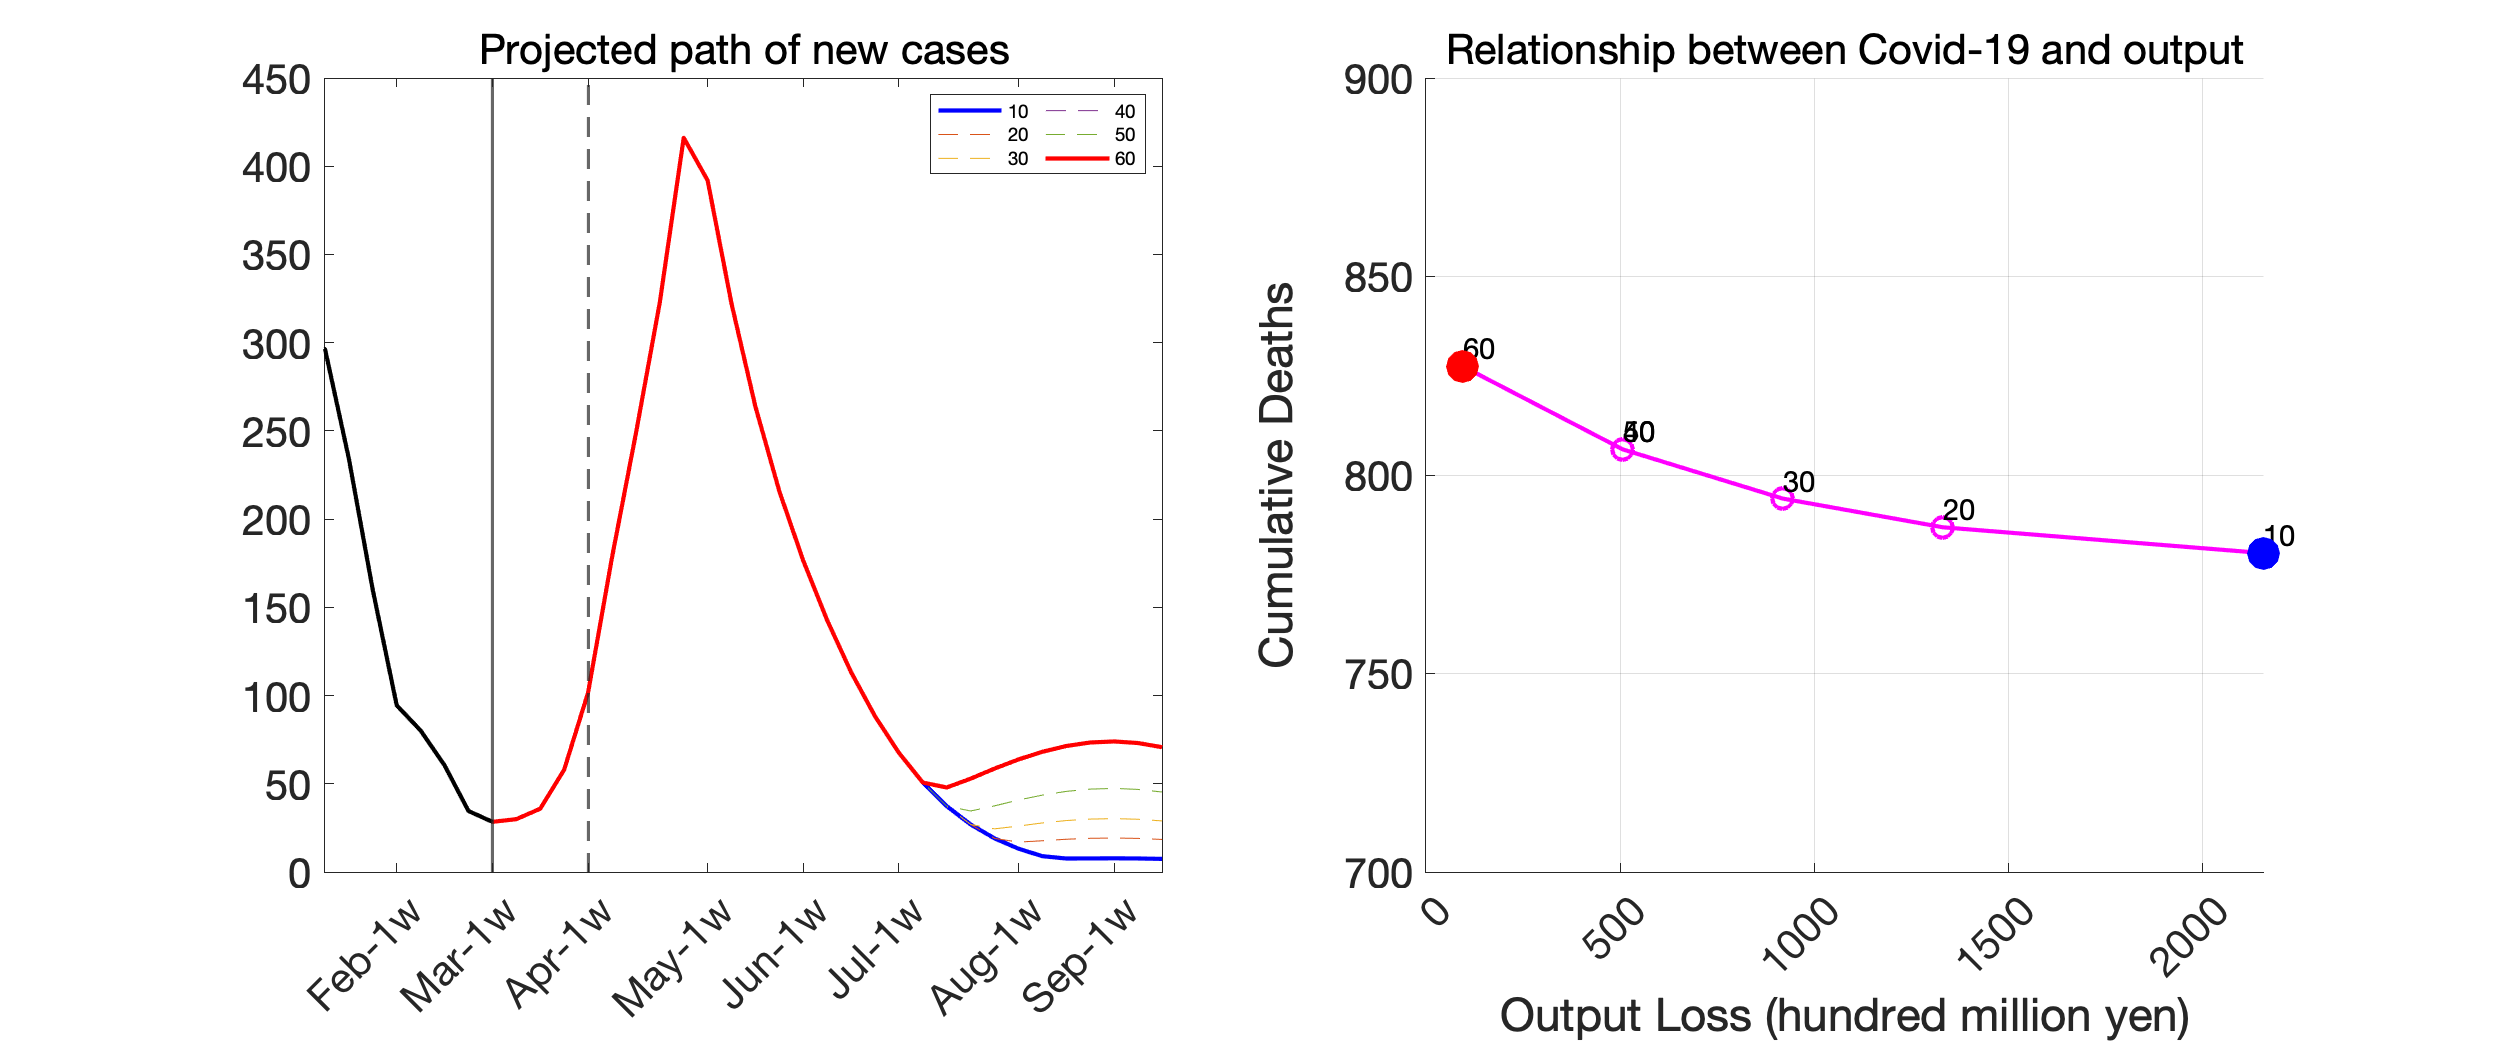 Projected path of new cases
450
400
350
300
250
200
150
100
50
0
10
40
20
50
30
60
Feb-1w
Mar-1w
Apr-1w
May-1w
Jun-1w
Jul-1w
Aug-1w
Sep-1w
Relationship between Covid-19 and output
Cumulative Deaths
900
850
800
750
700
60
30
20
10
0
500
1000
1500
2000
Output Loss (hundred million yen)